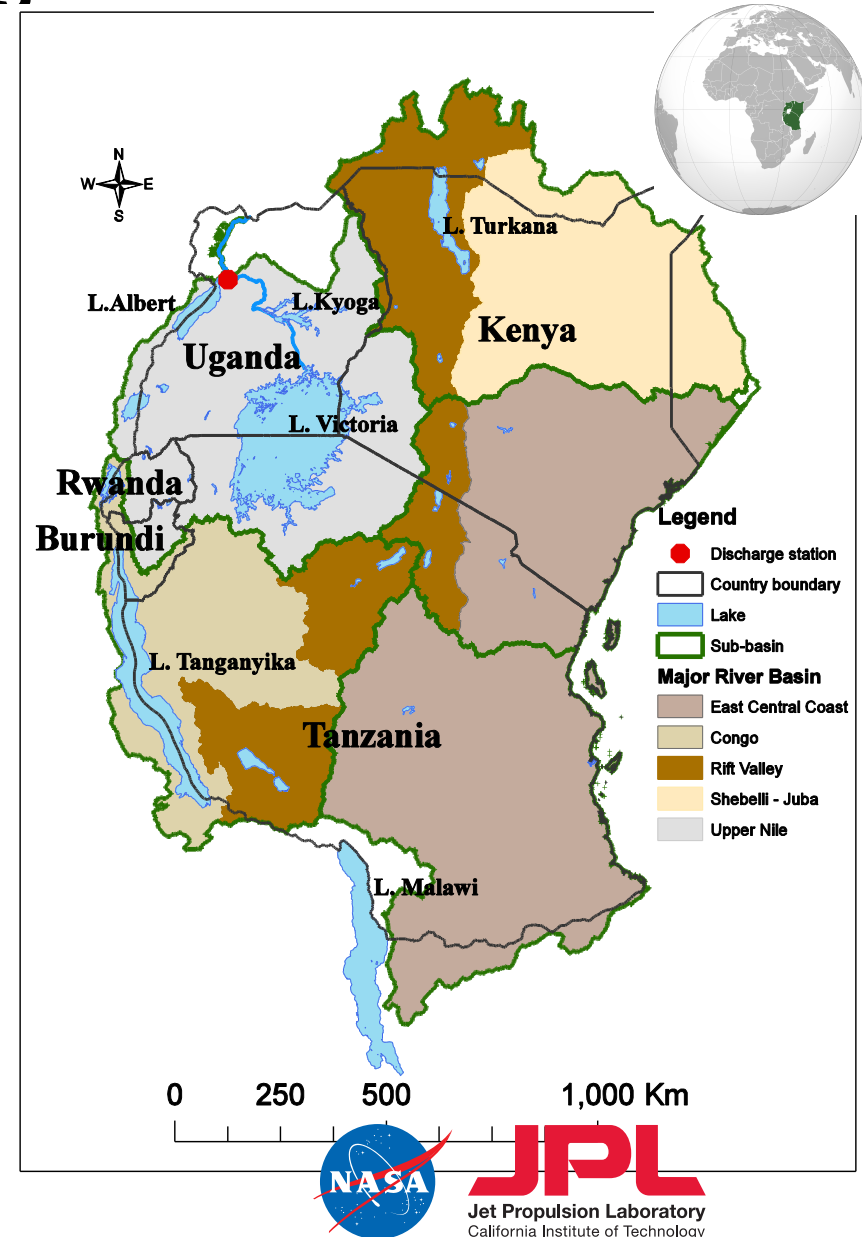 N
W
E
S
L. Turkana
L.Albert
L.Kyoga
Kenya
Uganda
L. Victoria
Rwanda
Burundi
L. Tanganyika
Tanzania
L. Malawi
Legend
Discharge station
Country boundary
Lake
Sub-basin
Major River Basin
East Central Coast
Congo
Rift Valley
Shebelli - Juba
Upper Nile
0 250 500 1,000 Km
NASA
JPL
Jet Propulsion Laboratory
California Institute of Technology